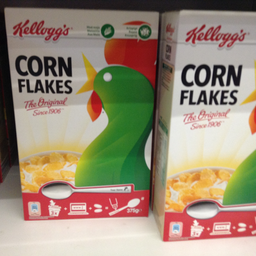 Kellogg's
CORN
FLAKES
The Original
Since 1906
375g
Kellogg's
CORN
FLAKES
The Original
Since 1906